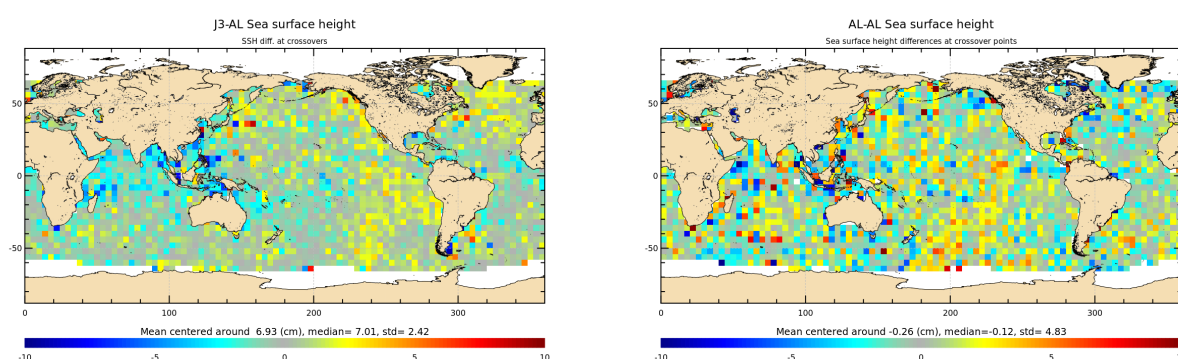 J3-AL Sea surface height
SSH diff. at crossovers
50
0
-50
0 100 200 300
Mean centered around 6.93 (cm), median= 7.01, std= 2.42
-10 -5 0 5 10
AL-AL Sea surface height
Sea surface height differences at crossover points
50
0
-50
0 100 200 300
Mean centered around -0.26 (cm), median=-0.12, std= 4.83
-10 -5 0 5